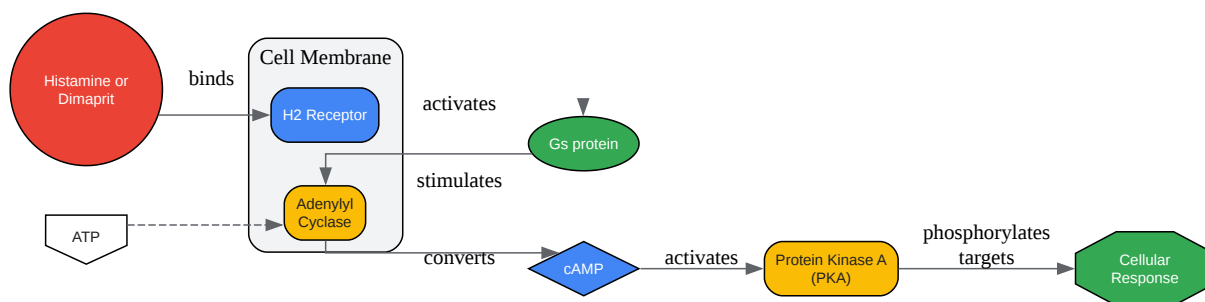 Histamine or
Dimaprit
binds
Cell Membrane
H2 Receptor
activates
Gs protein
stimulates
Adenylyl
Cyclase
ATP
converts
cAMP
activates
Protein Kinase A
(PKA)
phosphorylates
targets
Cellular
Response